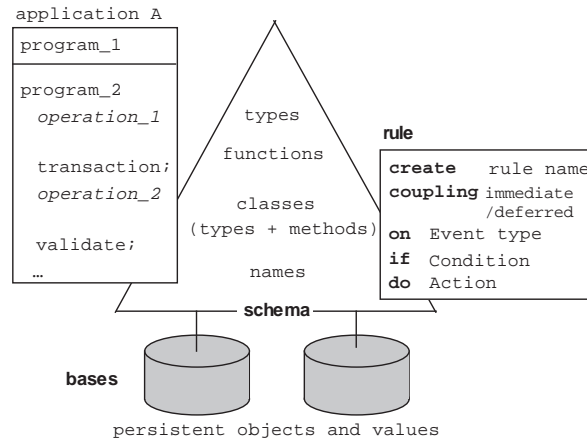 application A
program_1
program_2
operation_1
transaction;
operation_2
validate;
…
types
functions
classes
(types + methods)
names
schema
rule
create rule name
coupling immediate
/deferred
on Event type
if Condition
do Action
bases
persistent objects and values